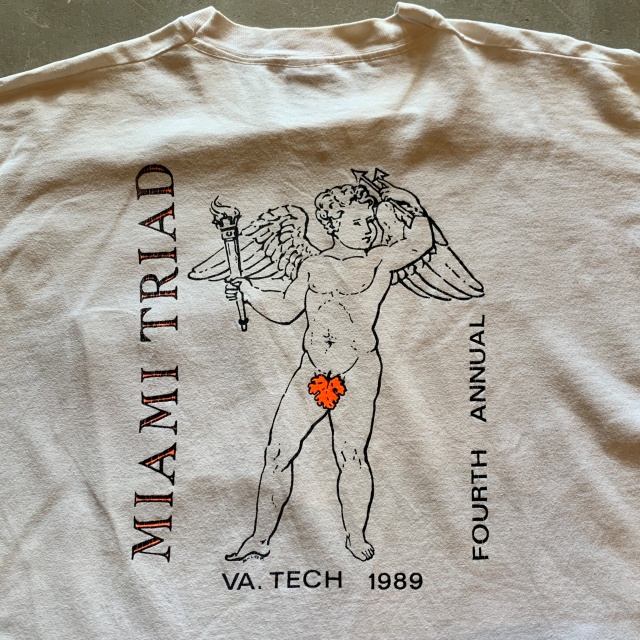 MIAMI TRIAD
FOURTH ANNUAL
VA. TECH 1989